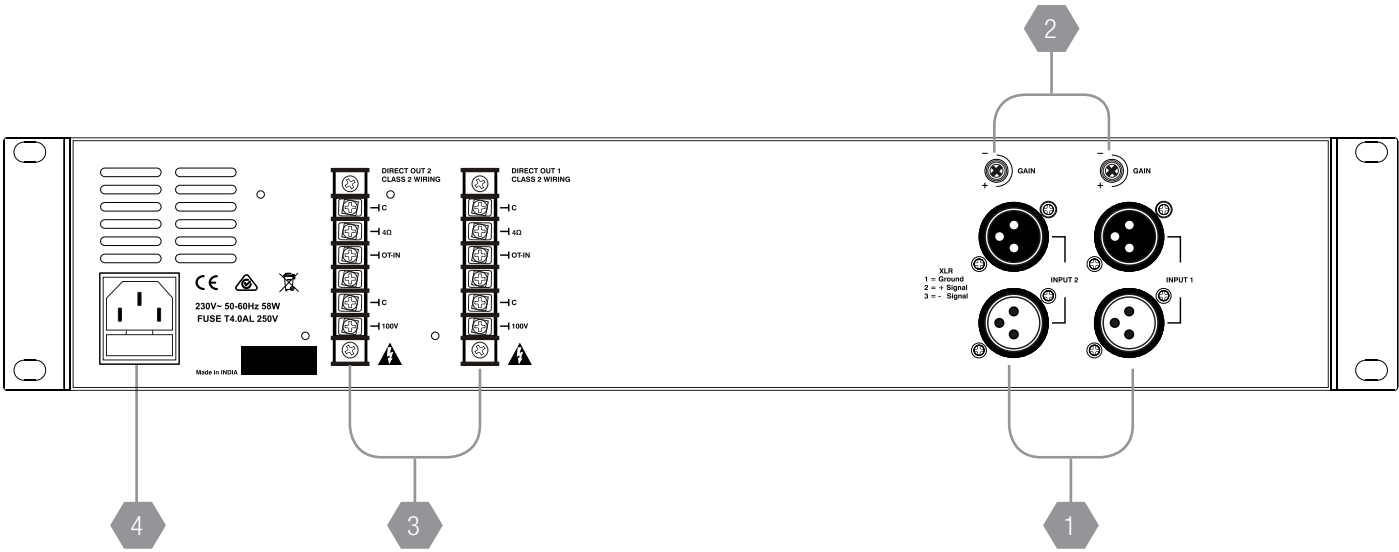 2
DIRECT OUT 2
CLASS 2 WIRING
C
4Ω
OT-IN
C
100V
DIRECT OUT 1
CLASS 2 WIRING
C
4Ω
OT-IN
C
100V
−
+
GAIN
−
+
GAIN
XLR
1 = Ground
2 = + Signal
3 = - Signal
INPUT 2
INPUT 1
CE
230V~ 50-60Hz 58W
FUSE T4.0AL 250V
Made in INDIA
4
3
1